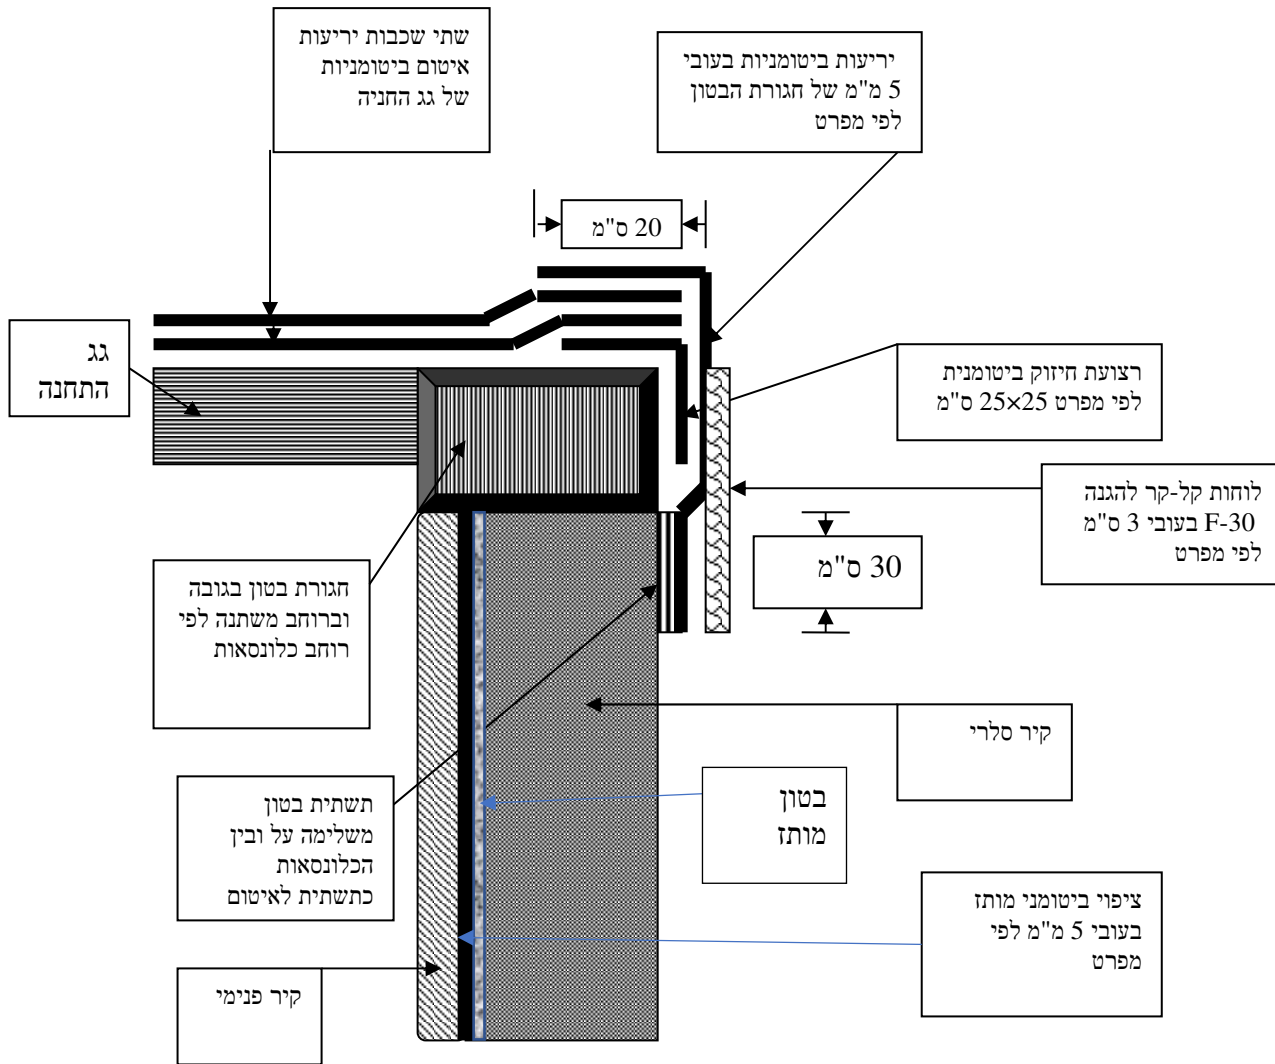 שתי שכבות יריעות
איטום ביטומניות
של גג החניה
יריעות ביטומניות בעובי
5 מ"מ של חגורת הבטון
לפי מפרט
20 ס"מ
גג
התחנה
רצועת חיזוק ביטומנית
לפי מפרט 25×25 ס"מ
לוחות קל-קר להגנה
F-30 בעובי 3 ס"מ
לפי מפרט
30 ס"מ
חגורת בטון בגובה
וברוחב משתנה לפי
רוחב כלונסאות
קיר סלרי
תשתית בטון
משלימה על ובין
הכלונסאות
כתשתית לאיטום
בטון
מותז
ציפוי ביטומני מותז
בעובי 5 מ"מ לפי
מפרט
קיר פנימי